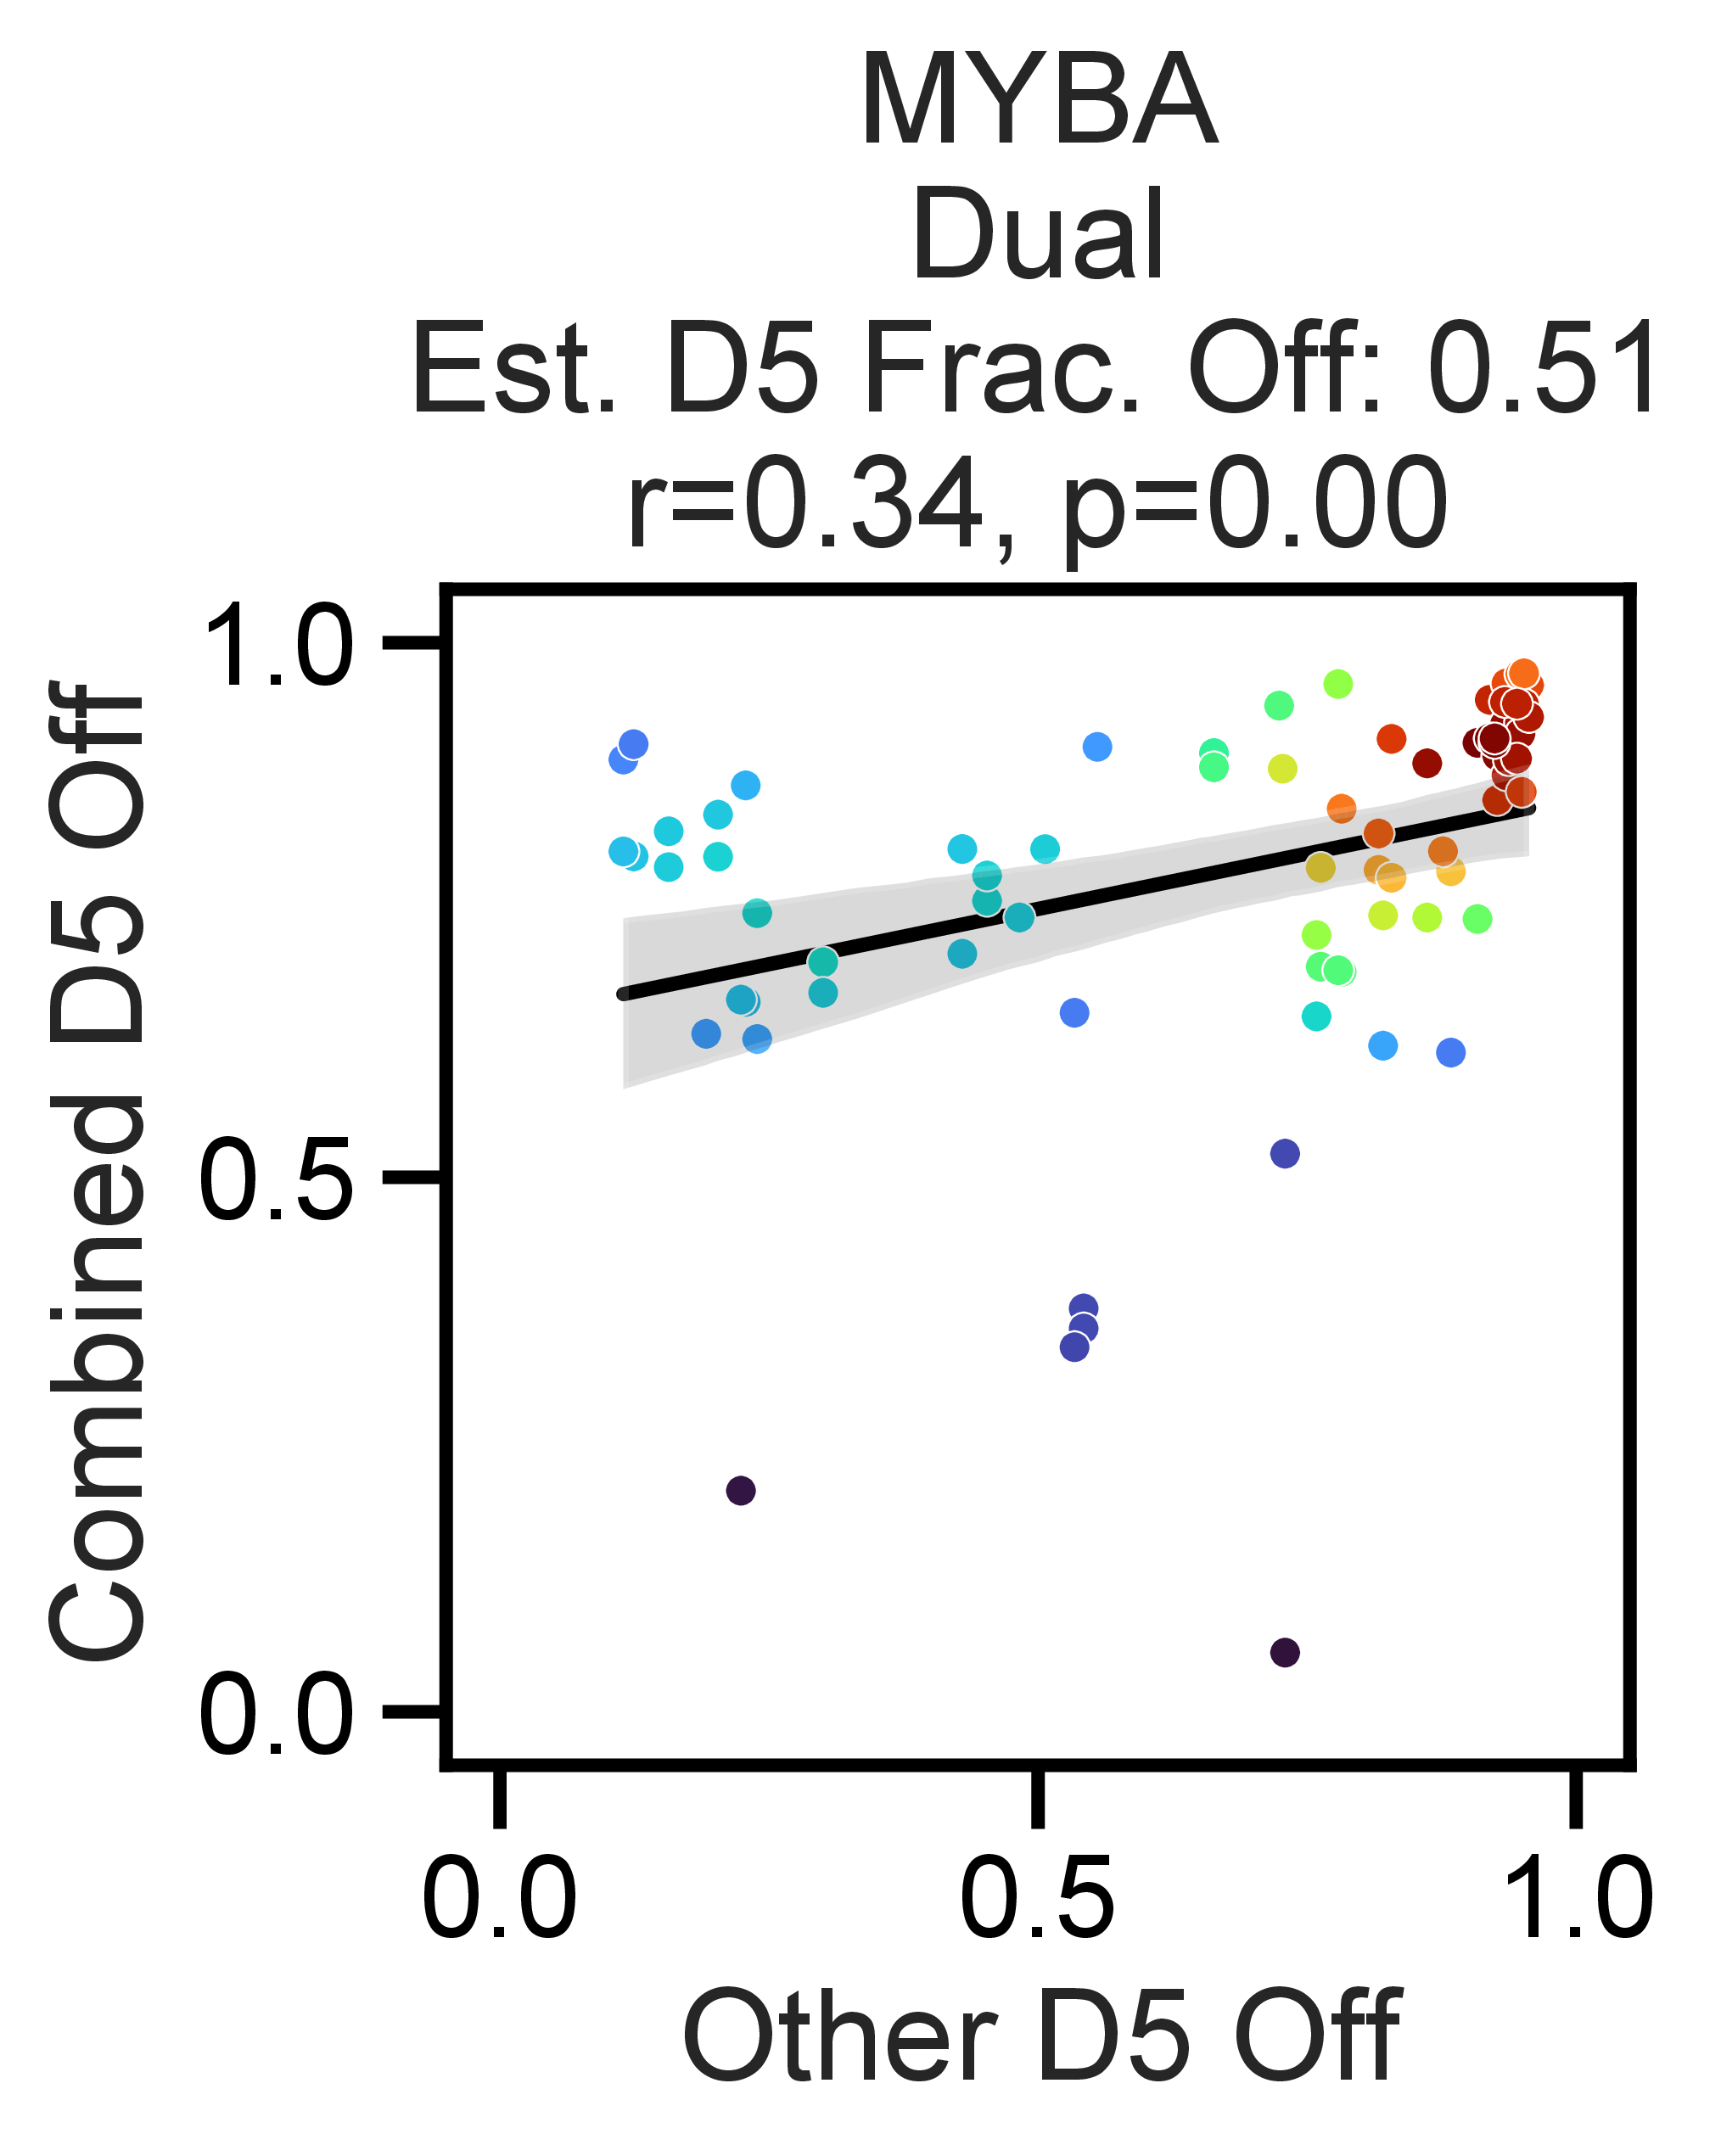 MYBA
Dual
Est. D5 Frac. Off: 0.51
r=0.34, p=0.00
Combined D5 Off
1.0
0.5
0.0
0.0 0.5 1.0
Other D5 Off